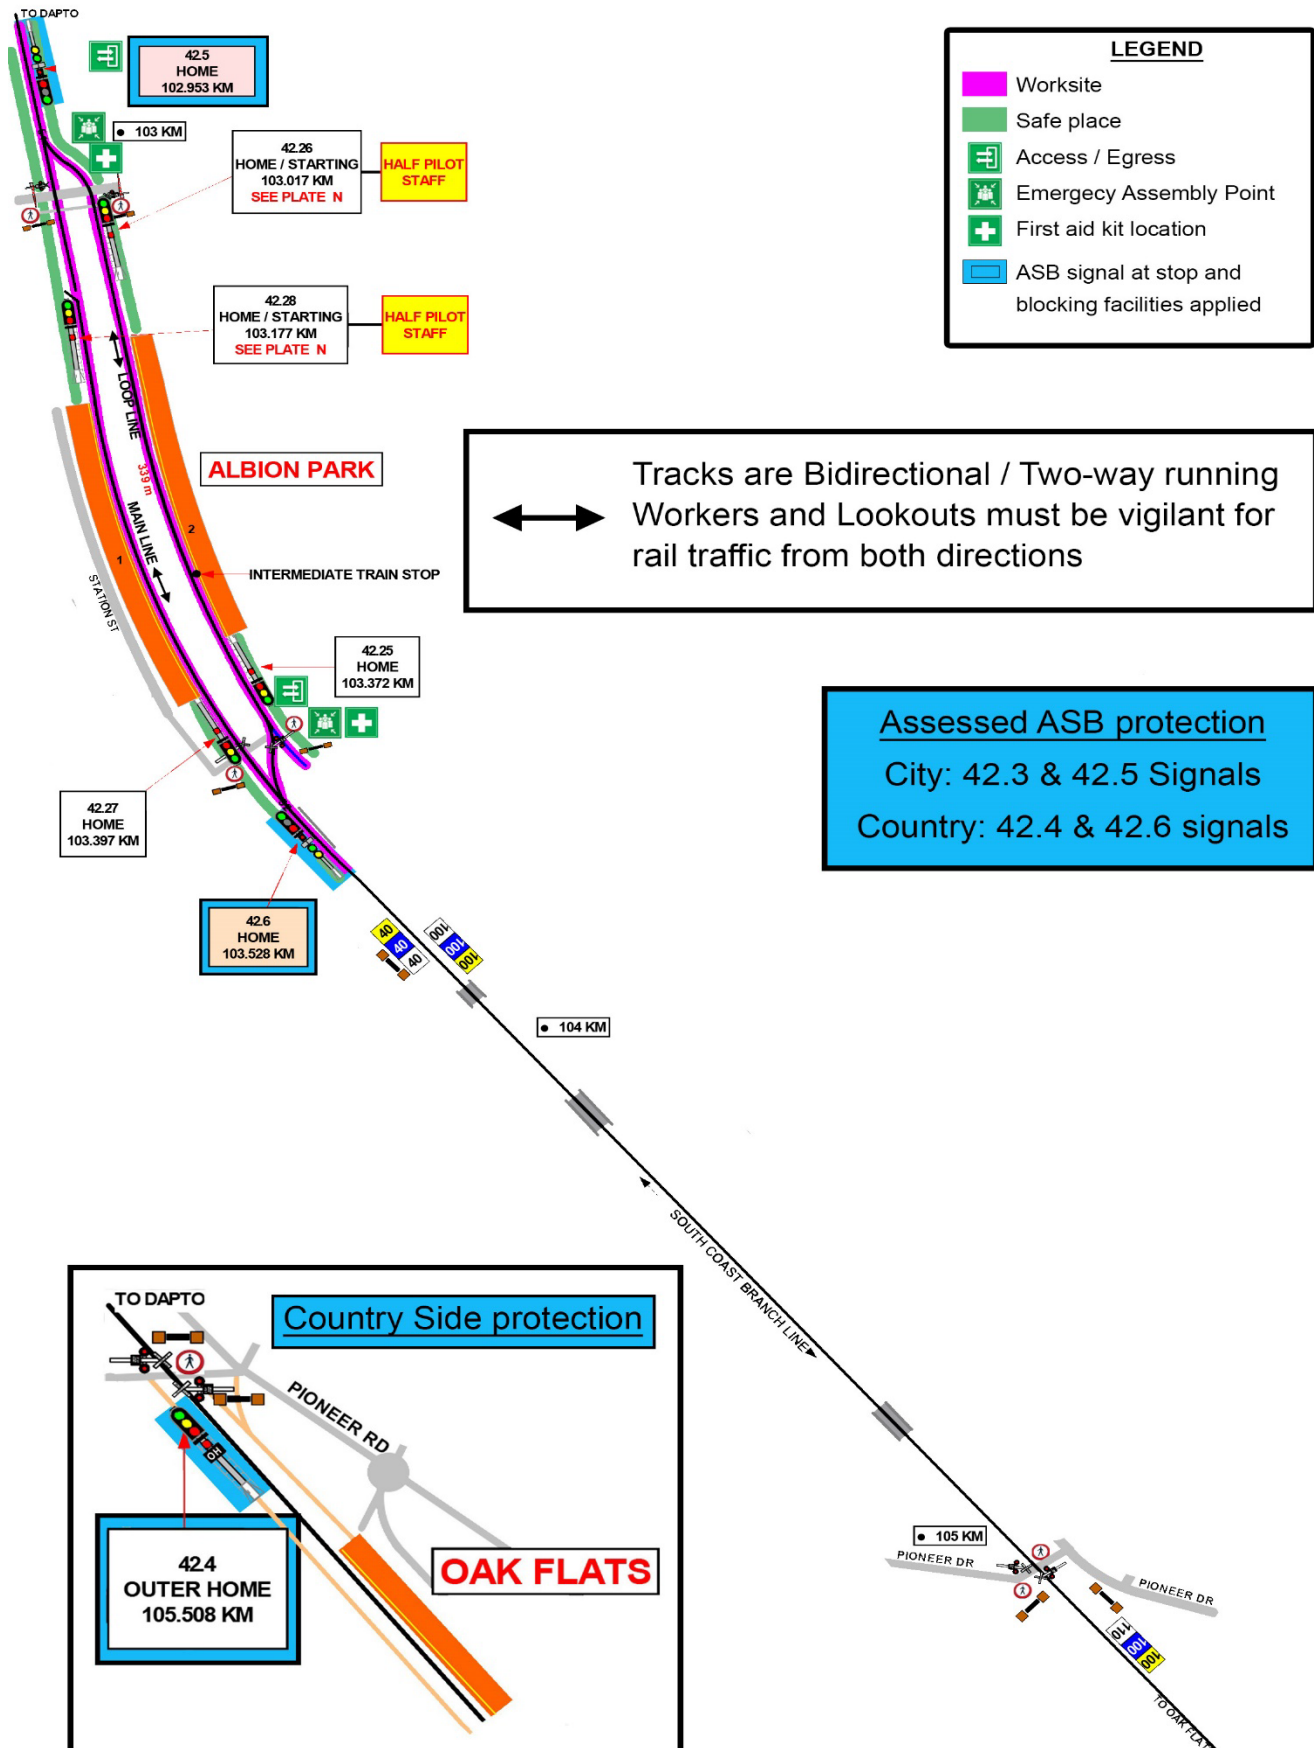 TO DAPTO
42.5
HOME
102.953 KM
103 KM
42.26
HOME / STARTING
103.017 KM
SEE PLATE N
HALF PILOT
STAFF
42.28
HOME / STARTING
103.177 KM
SEE PLATE N
HALF PILOT
STAFF
LEGEND
Worksite
Safe place
Access / Egress
Emergecy Assembly Point
First aid kit location
ASB signal at stop and
blocking facilities applied
LOOP LINE
339 m
MAIN LINE
ALBION PARK
1
2
STATION ST
INTERMEDIATE TRAIN STOP
Tracks are Bidirectional / Two-way running
Workers and Lookouts must be vigilant for
rail traffic from both directions
42.25
HOME
103.372 KM
42.27
HOME
103.397 KM
Assessed ASB protection
City: 42.3 & 42.5 Signals
Country: 42.4 & 42.6 signals
42.6
HOME
103.528 KM
40
40
40
100
100
100
104 KM
SOUTH COAST BRANCH LINE
TO DAPTO
Country Side protection
PIONEER RD
42.4
OUTER HOME
105.508 KM
OAK FLATS
105 KM
PIONEER DR
PIONEER DR
110
100
100
TO OAK FLAT